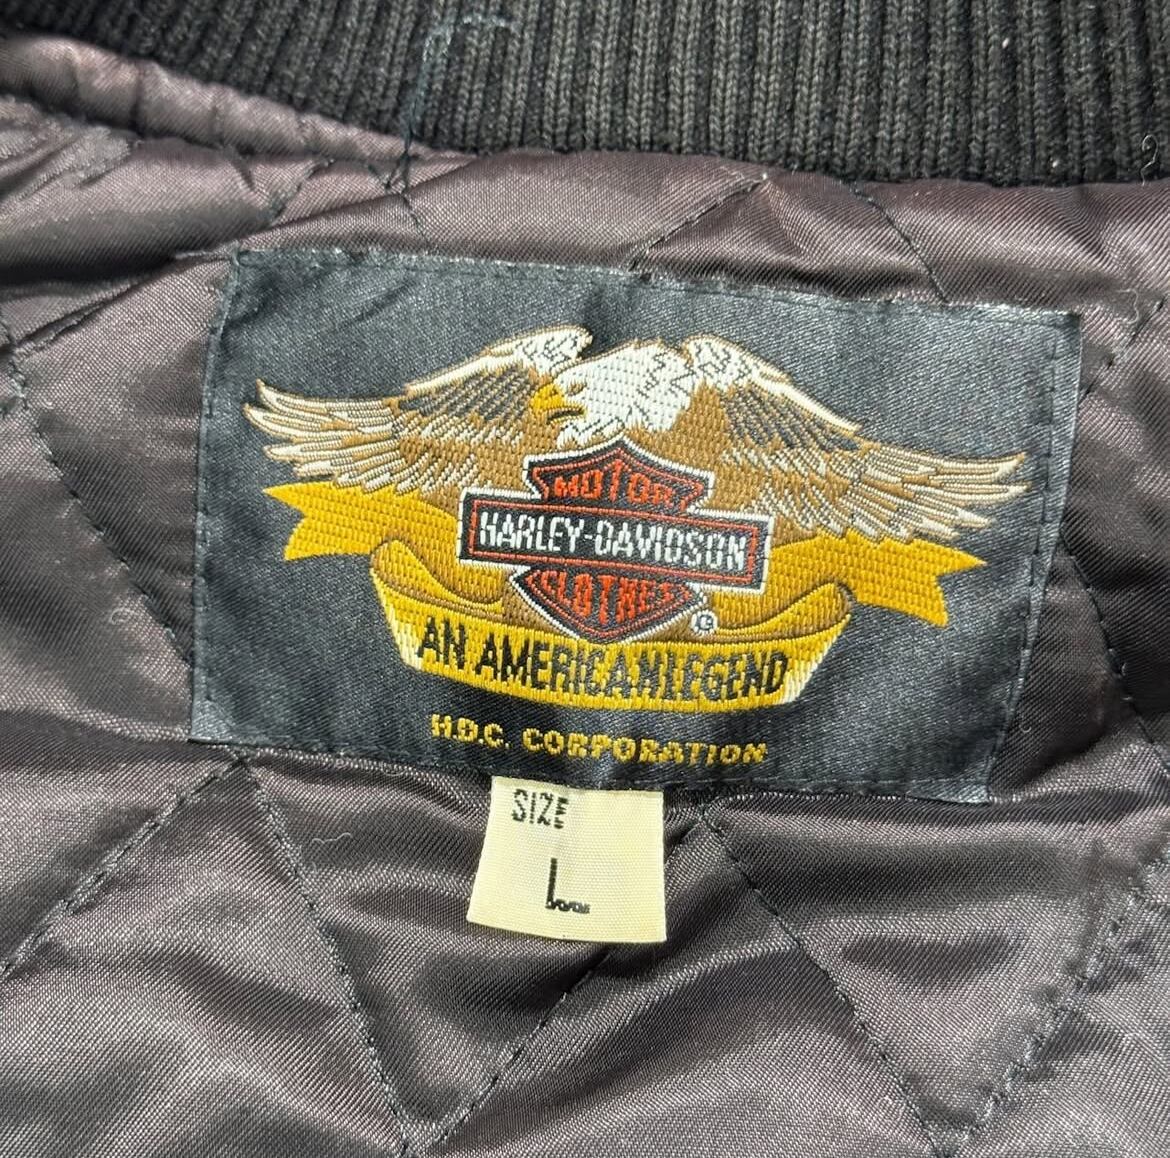 MOTOR
HARLEY-DAVIDSON
CLOTHES
AN AMERICAN LEGEND
H.D.C. CORPORATION
SIZE
L